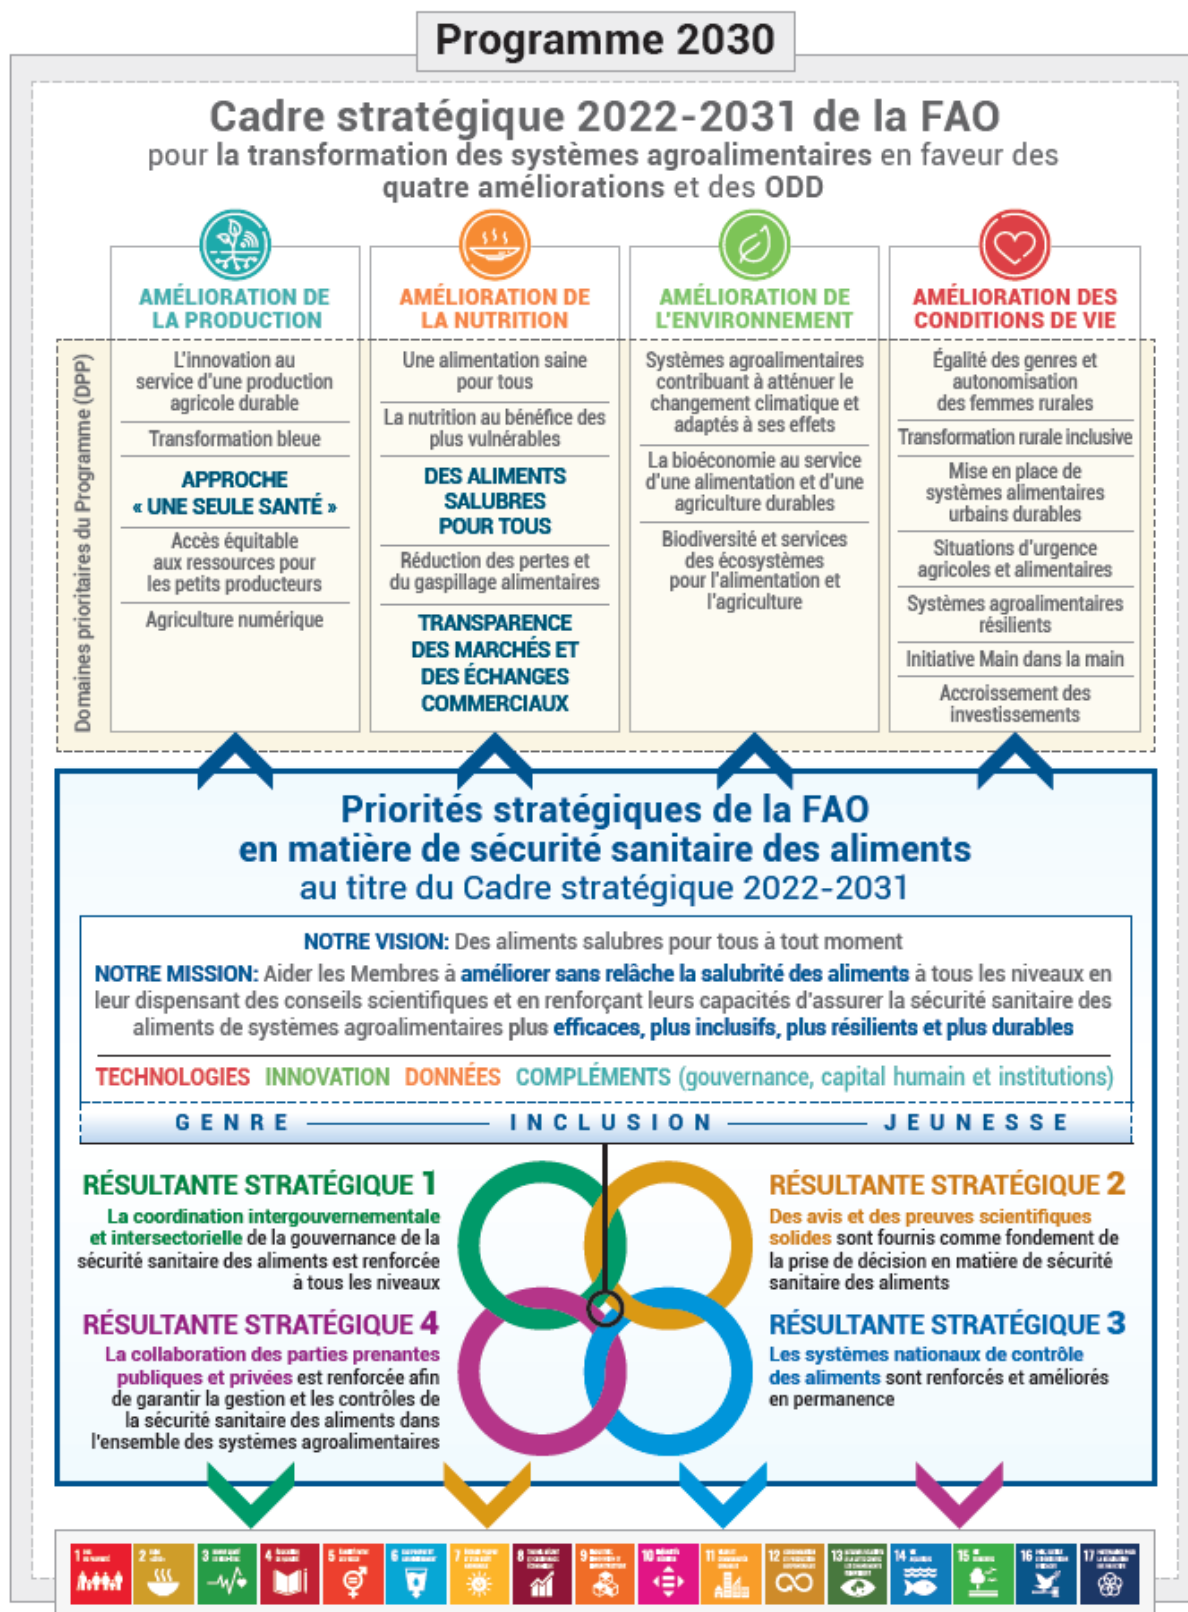 Programme 2030
Cadre stratégique 2022-2031 de la FAO
pour la transformation des systèmes agroalimentaires en faveur des
quatre améliorations et des ODD
Domaines prioritaires du Programme (DPP)
AMÉLIORATION DE
LA PRODUCTION
L'innovation au
service d'une production
agricole durable
Transformation bleue
APPROCHE
« UNE SEULE SANTÉ »
Accès équitable
aux ressources pour
les petits producteurs
Agriculture numérique
AMÉLIORATION DE
LA NUTRITION
Une alimentation saine
pour tous
La nutrition au bénéfice des
plus vulnérables
DES ALIMENTS
SALUBRES
POUR TOUS
Réduction des pertes et
du gaspillage alimentaires
TRANSPARENCE
DES MARCHÉS ET
DES ÉCHANGES
COMMERCIAUX
AMÉLIORATION DE
L'ENVIRONNEMENT
Systèmes agroalimentaires
contribuant à atténuer le
changement climatique et
adaptés à ses effets
La bioéconomie au service
d'une alimentation et d'une
agriculture durables
Biodiversité et services
des écosystèmes
pour l'alimentation et
l'agriculture
AMÉLIORATION DES
CONDITIONS DE VIE
Égalité des genres et
autonomisation
des femmes rurales
Transformation rurale inclusive
Mise en place de
systèmes alimentaires
urbains durables
Situations d'urgence
agricoles et alimentaires
Systèmes agroalimentaires
résilients
Initiative Main dans la main
Accroissement des
investissements
Priorités stratégiques de la FAO
en matière de sécurité sanitaire des aliments
au titre du Cadre stratégique 2022-2031
NOTRE VISION: Des aliments salubres pour tous à tout moment
NOTRE MISSION: Aider les Membres à améliorer sans relâche la salubrité des aliments à tous les niveaux en
leur dispensant des conseils scientifiques et en renforçant leurs capacités d'assurer la sécurité sanitaire des
aliments de systèmes agroalimentaires plus efficaces, plus inclusifs, plus résilients et plus durables
TECHNOLOGIES INNOVATION DONNÉES COMPLÉMENTS (gouvernance, capital humain et institutions)
GENRE INCLUSION JEUNESSE
RÉSULTANTE STRATÉGIQUE 1
La coordination intergouvernementale
et intersectorielle de la gouvernance de la
sécurité sanitaire des aliments est renforcée
à tous les niveaux
RÉSULTANTE STRATÉGIQUE 2
Des avis et des preuves scientifiques
solides sont fournis comme fondement de
la prise de décision en matière de sécurité
sanitaire des aliments
RÉSULTANTE STRATÉGIQUE 4
La collaboration des parties prenantes
publiques et privées est renforcée afin
de garantir la gestion et les contrôles de
la sécurité sanitaire des aliments dans
l'ensemble des systèmes agroalimentaires
RÉSULTANTE STRATÉGIQUE 3
Les systèmes nationaux de contrôle
des aliments sont renforcés et améliorés
en permanence
1 2 3 4 5 6 7 8 9 10 11 12 13 14 15 16 17